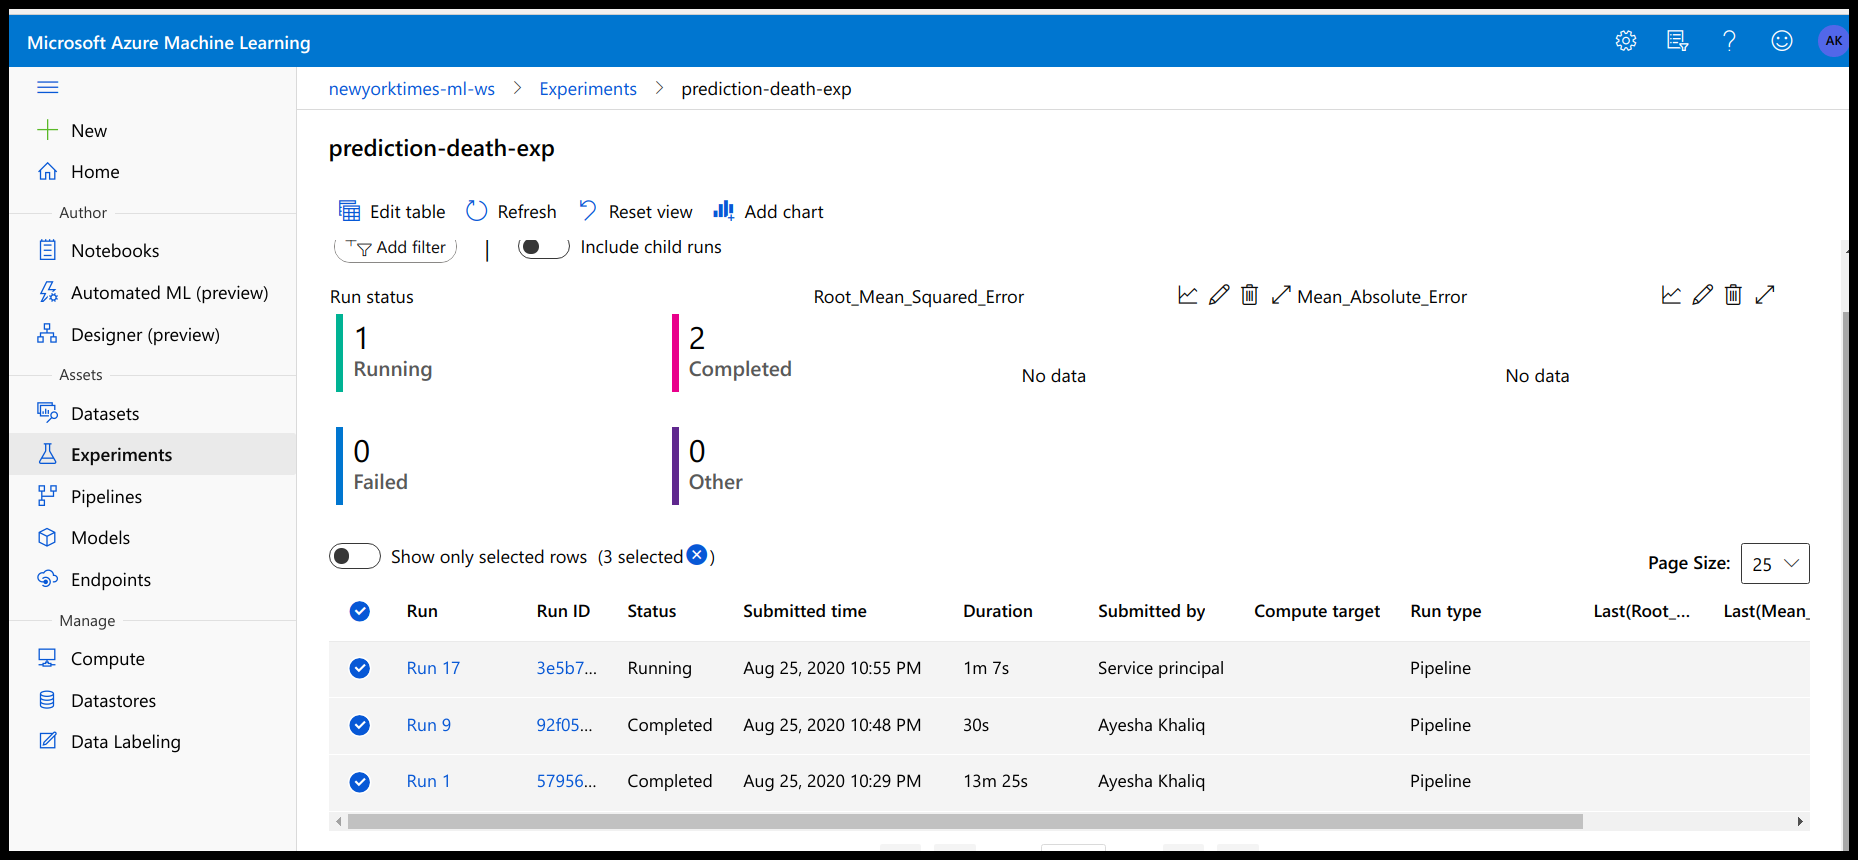 Microsoft Azure Machine Learning
AK
newyorktimes-ml-ws > Experiments > prediction-death-exp
New
Home
Author
Notebooks
Automated ML (preview)
Designer (preview)
Assets
Datasets
Experiments
Pipelines
Models
Endpoints
Manage
Compute
Datastores
Data Labeling
prediction-death-exp
Edit table Refresh Reset view Add chart
Add filter | Include child runs
Run status
1
Running
2
Completed
0
Failed
0
Other
Root_Mean_Squared_Error
No data
Mean_Absolute_Error
No data
Show only selected rows (3 selected )
Page Size: 25
Run Run ID Status Submitted time Duration Submitted by Compute target Run type Last(Root_... Last(Mean_
Run 17 3e5b7... Running Aug 25, 2020 10:55 PM 1m 7s Service principal Pipeline
Run 9 92f05... Completed Aug 25, 2020 10:48 PM 30s Ayesha Khaliq Pipeline
Run 1 57956... Completed Aug 25, 2020 10:29 PM 13m 25s Ayesha Khaliq Pipeline